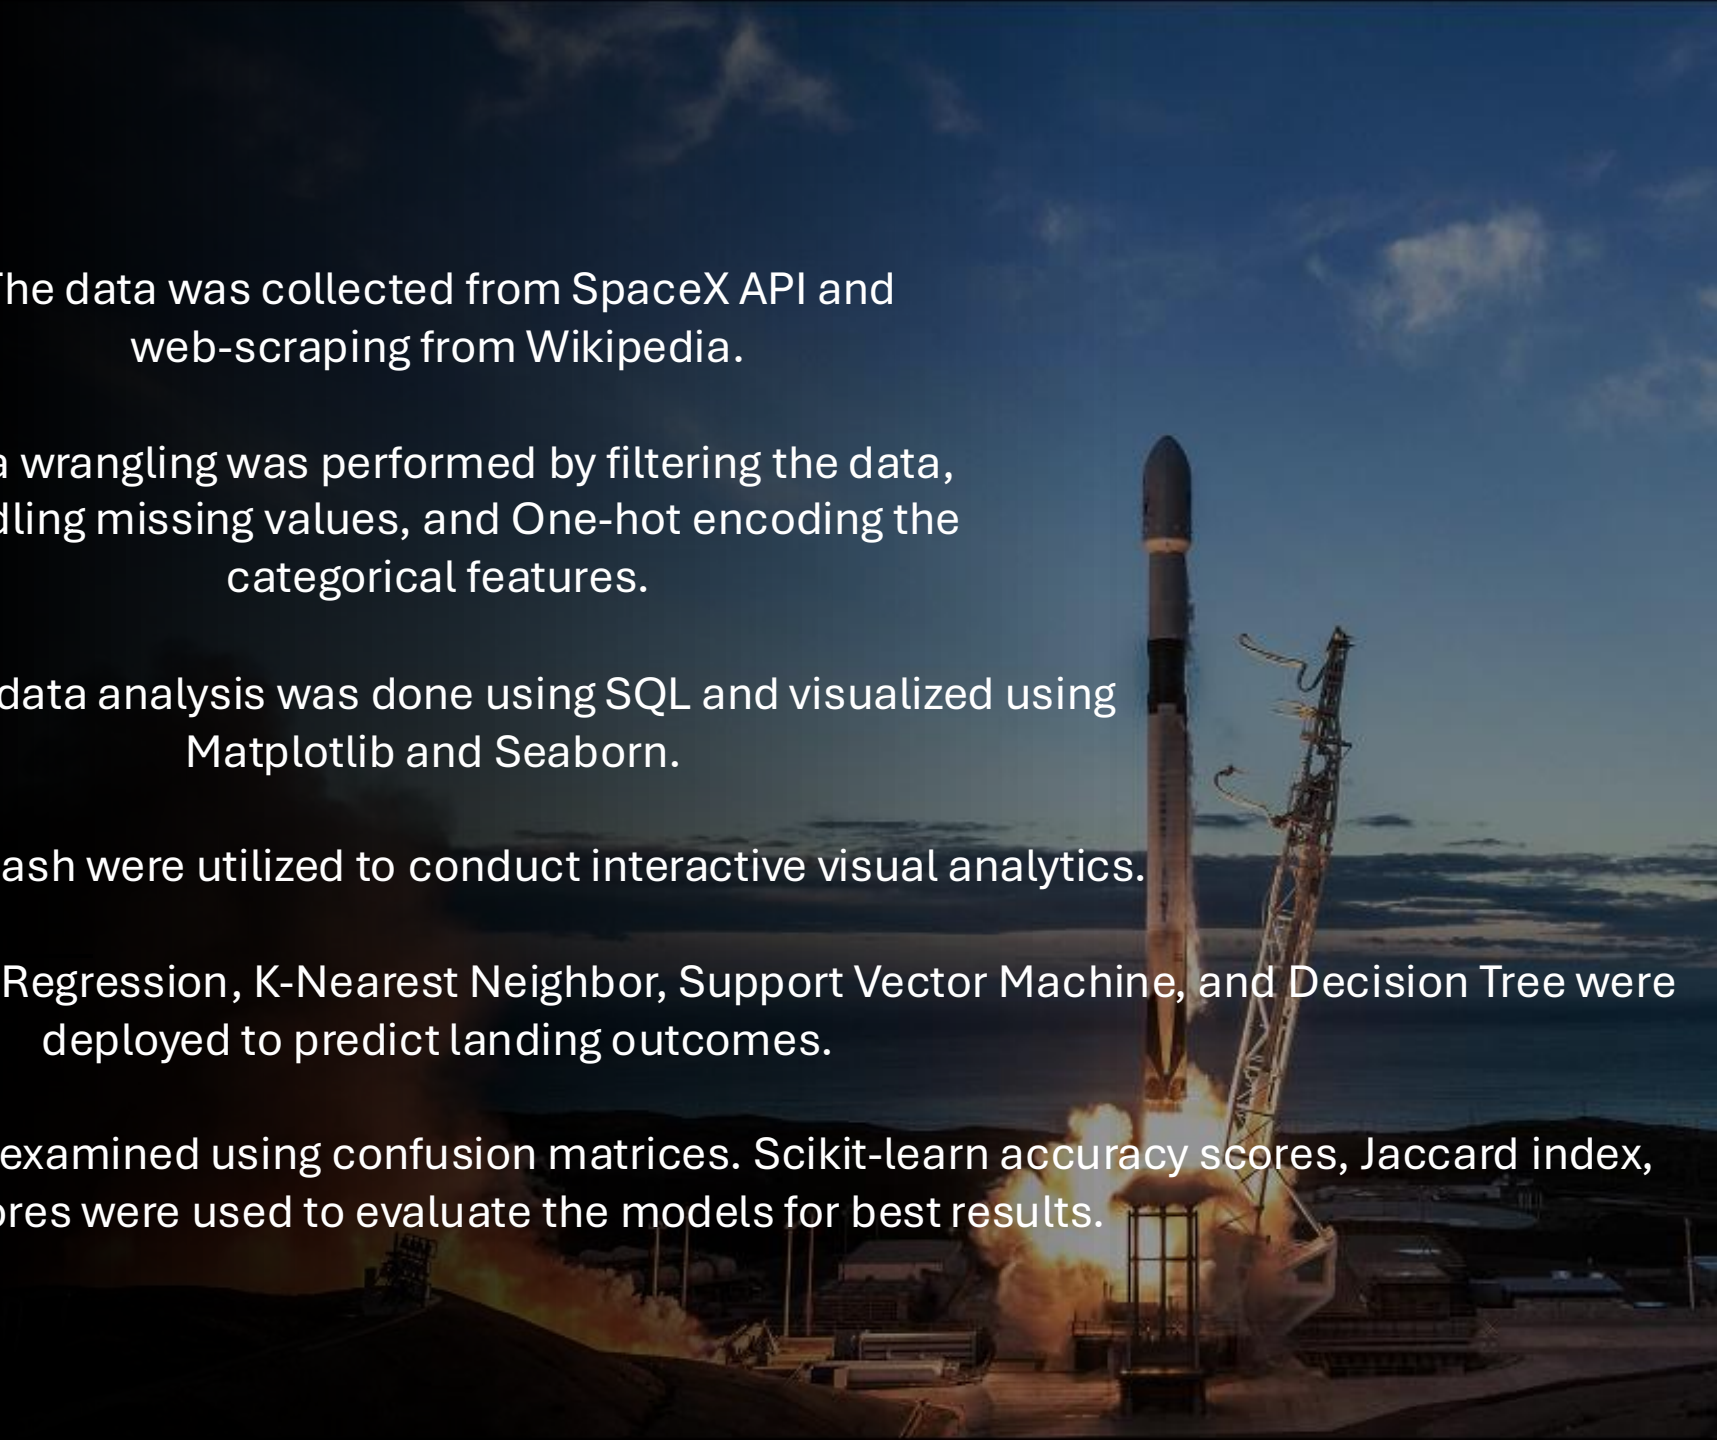 The data was collected from SpaceX API and
web-scraping from Wikipedia.
wrangling was performed by filtering the data,
missing values, and One-hot encoding the
categorical features.
data analysis was done using SQL and visualized using
Matplotlib and Seaborn.
were utilized to conduct interactive visual analytics.
Regression, K-Nearest Neighbor, Support Vector Machine, and Decision Tree were
deployed to predict landing outcomes.
examined using confusion matrices. Scikit-learn accuracy scores, Jaccard index,
were used to evaluate the models for best results.